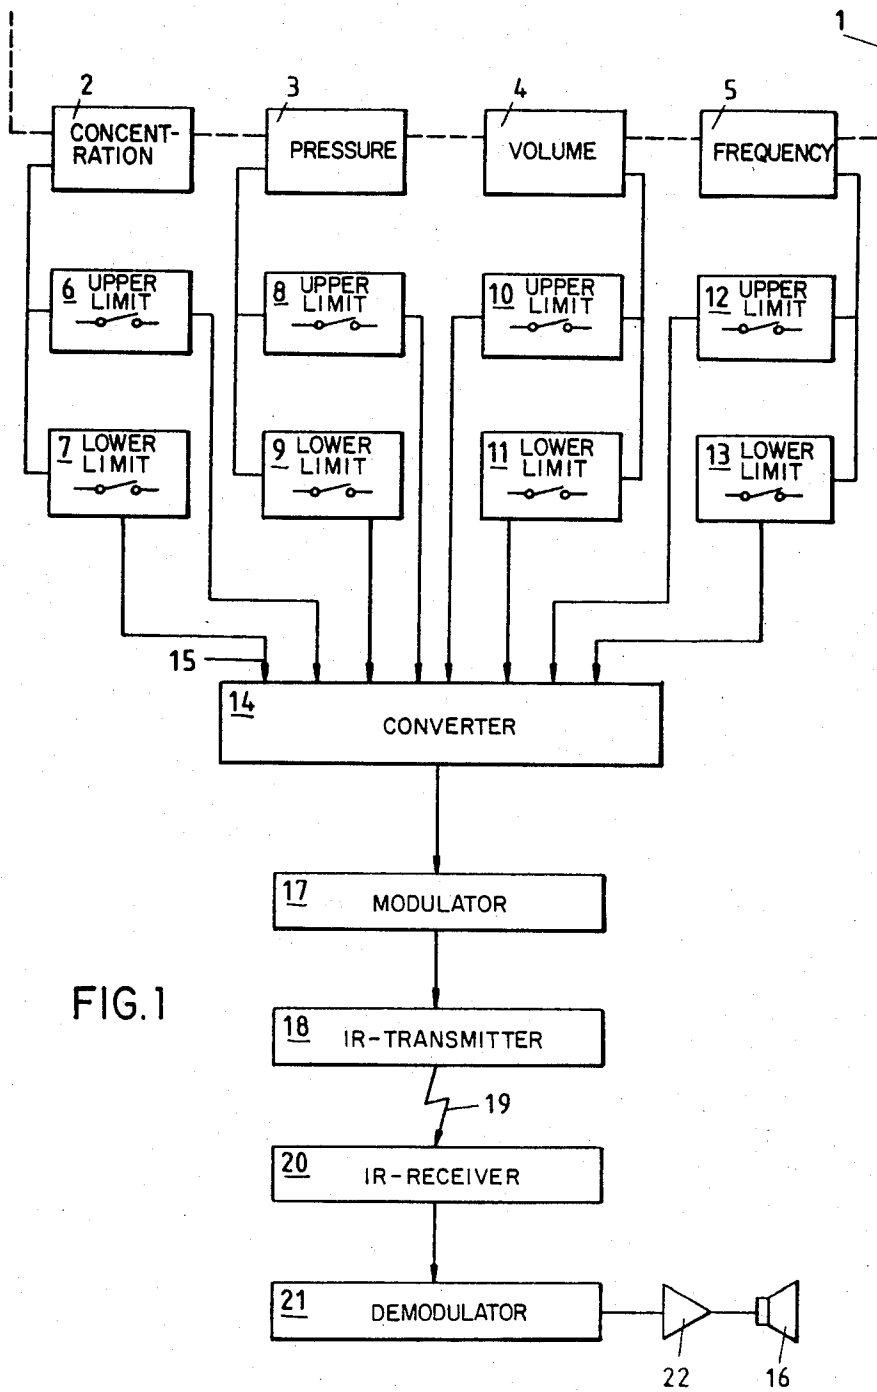 1
2
3
4
5
CONCENT-
RATION
PRESSURE
VOLUME
FREQUENCY
6 UPPER
LIMIT
8 UPPER
LIMIT
10 UPPER
LIMIT
12 UPPER
LIMIT
7 LOWER
LIMIT
9 LOWER
LIMIT
11 LOWER
LIMIT
13 LOWER
LIMIT
15
14
CONVERTER
17
MODULATOR
FIG.1
18
IR-TRANSMITTER
19
20
IR-RECEIVER
21
DEMODULATOR
22
16